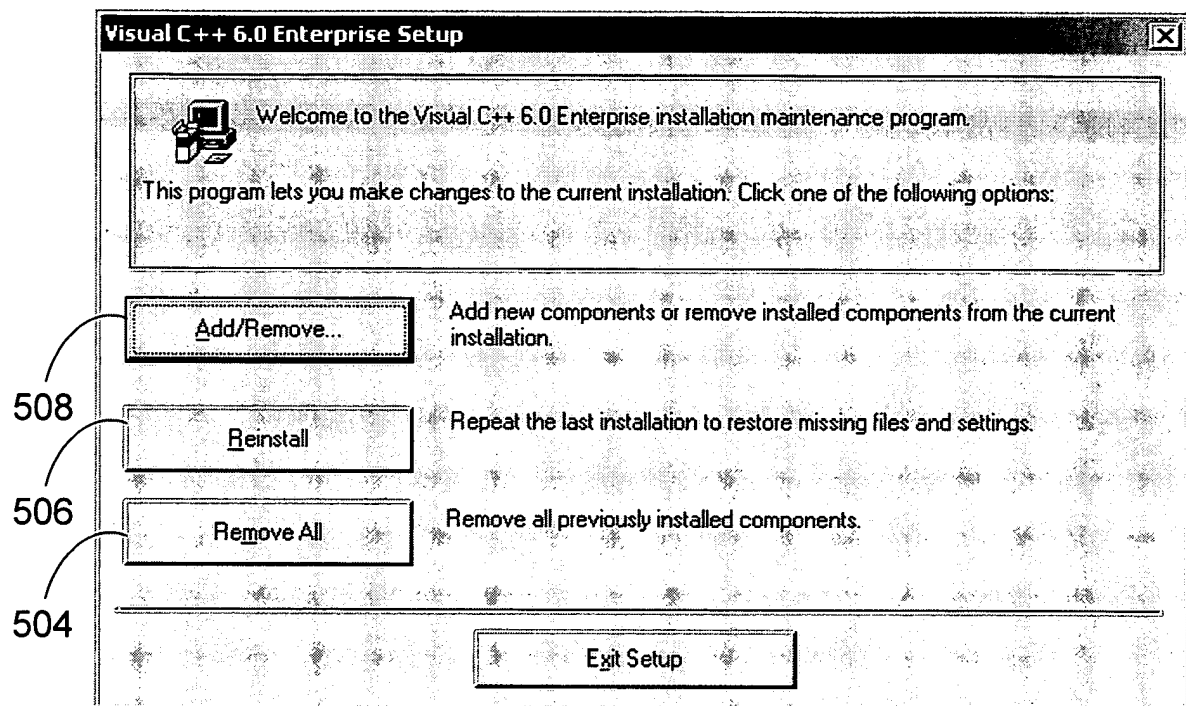 Visual C++ 6.0 Enterprise Setup
Welcome to the Visual C++ 6.0 Enterprise installation maintenance program.
This program lets you make changes to the current installation. Click one of the following options:
Add/Remove...
Add new components or remove installed components from the current
installation.
508
Reinstall
Repeat the last installation to restore missing files and settings.
506
Remove All
Remove all previously installed components.
504
Exit Setup